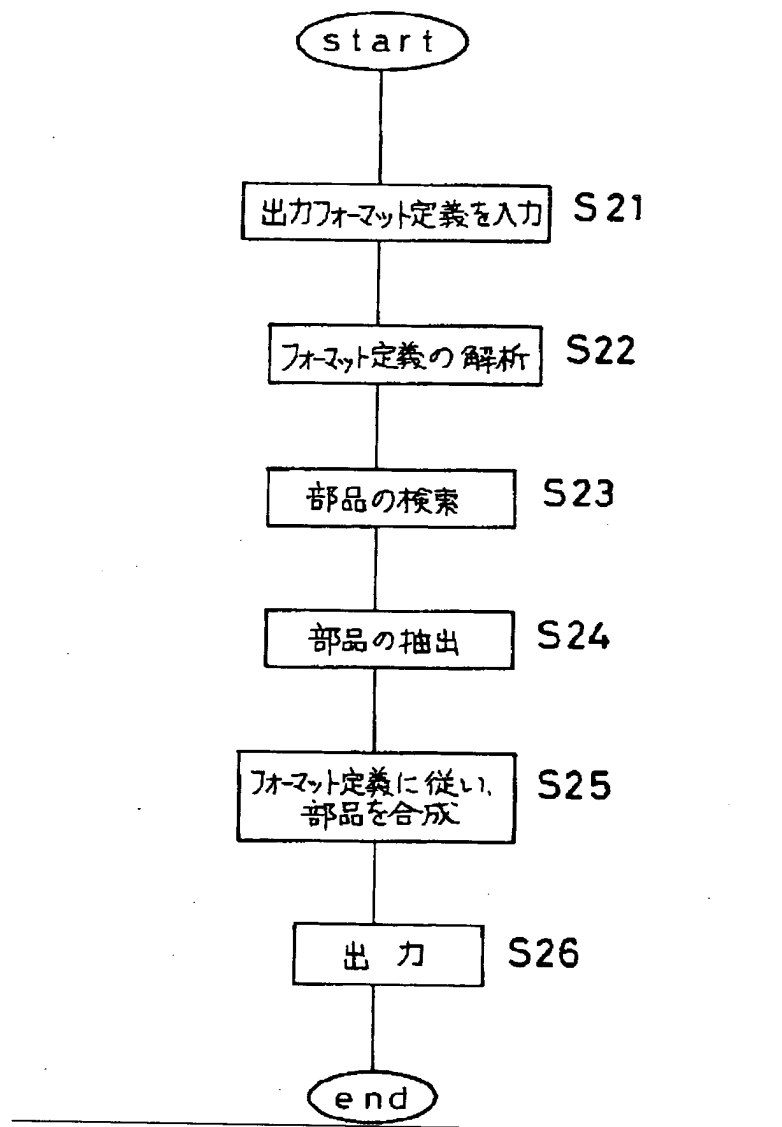 start
出力フォーマット定義を入力 S21
フォーマット定義の解析 S22
部品の検索 S23
部品の抽出 S24
フォーマット定義に従い、 S25
部品を合成
出力 S26
end